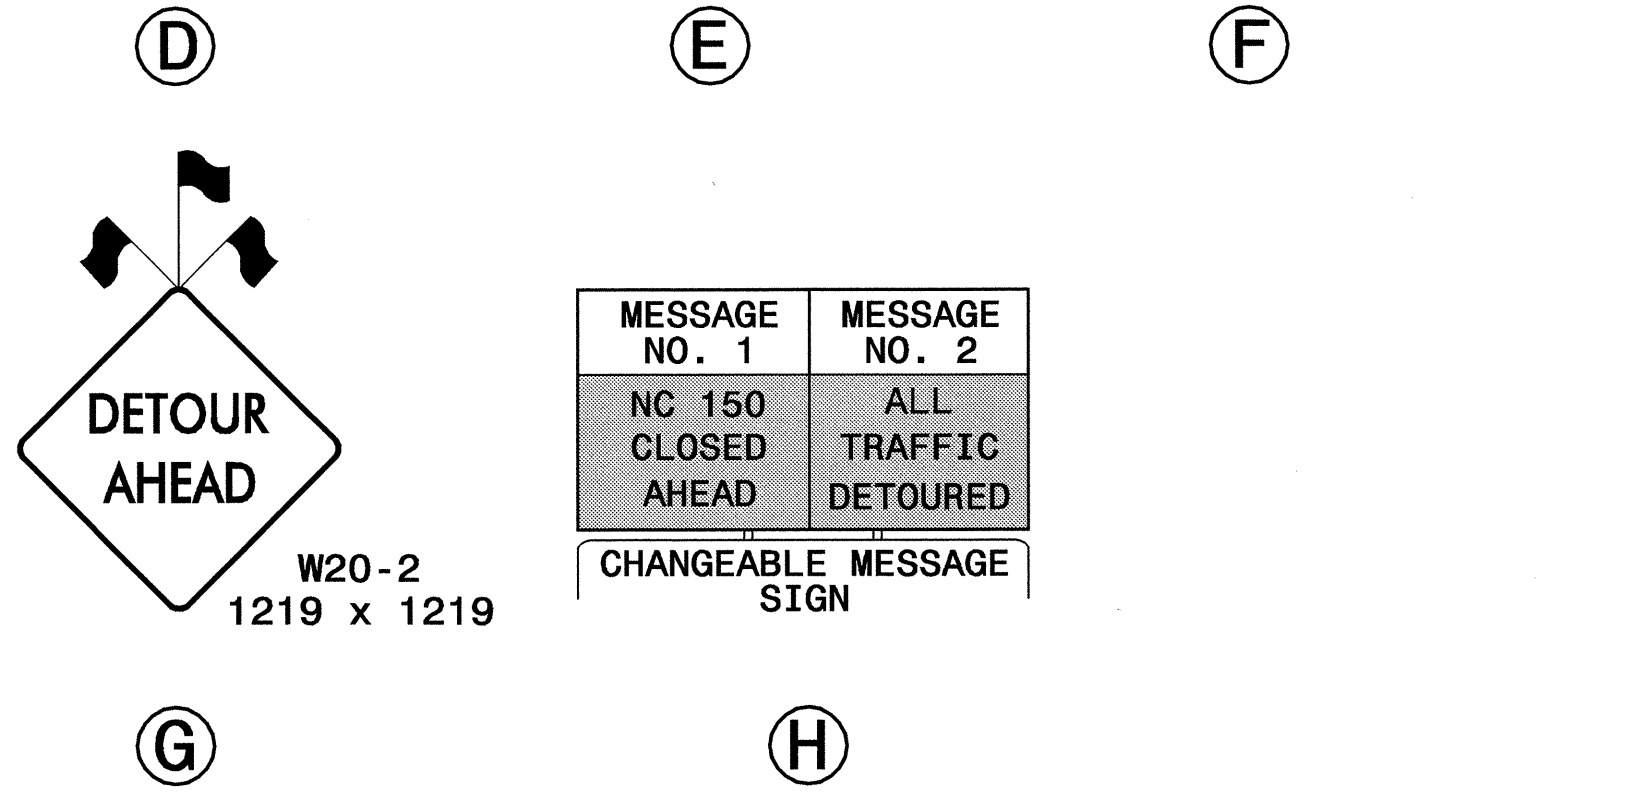 D
E
F
DETOUR
AHEAD
W20-2
1219 x 1219
MESSAGE
NO. 1
MESSAGE
NO. 2
NC 150
CLOSED
AHEAD
ALL
TRAFFIC
DETOURED
CHANGEABLE MESSAGE
SIGN
G
H